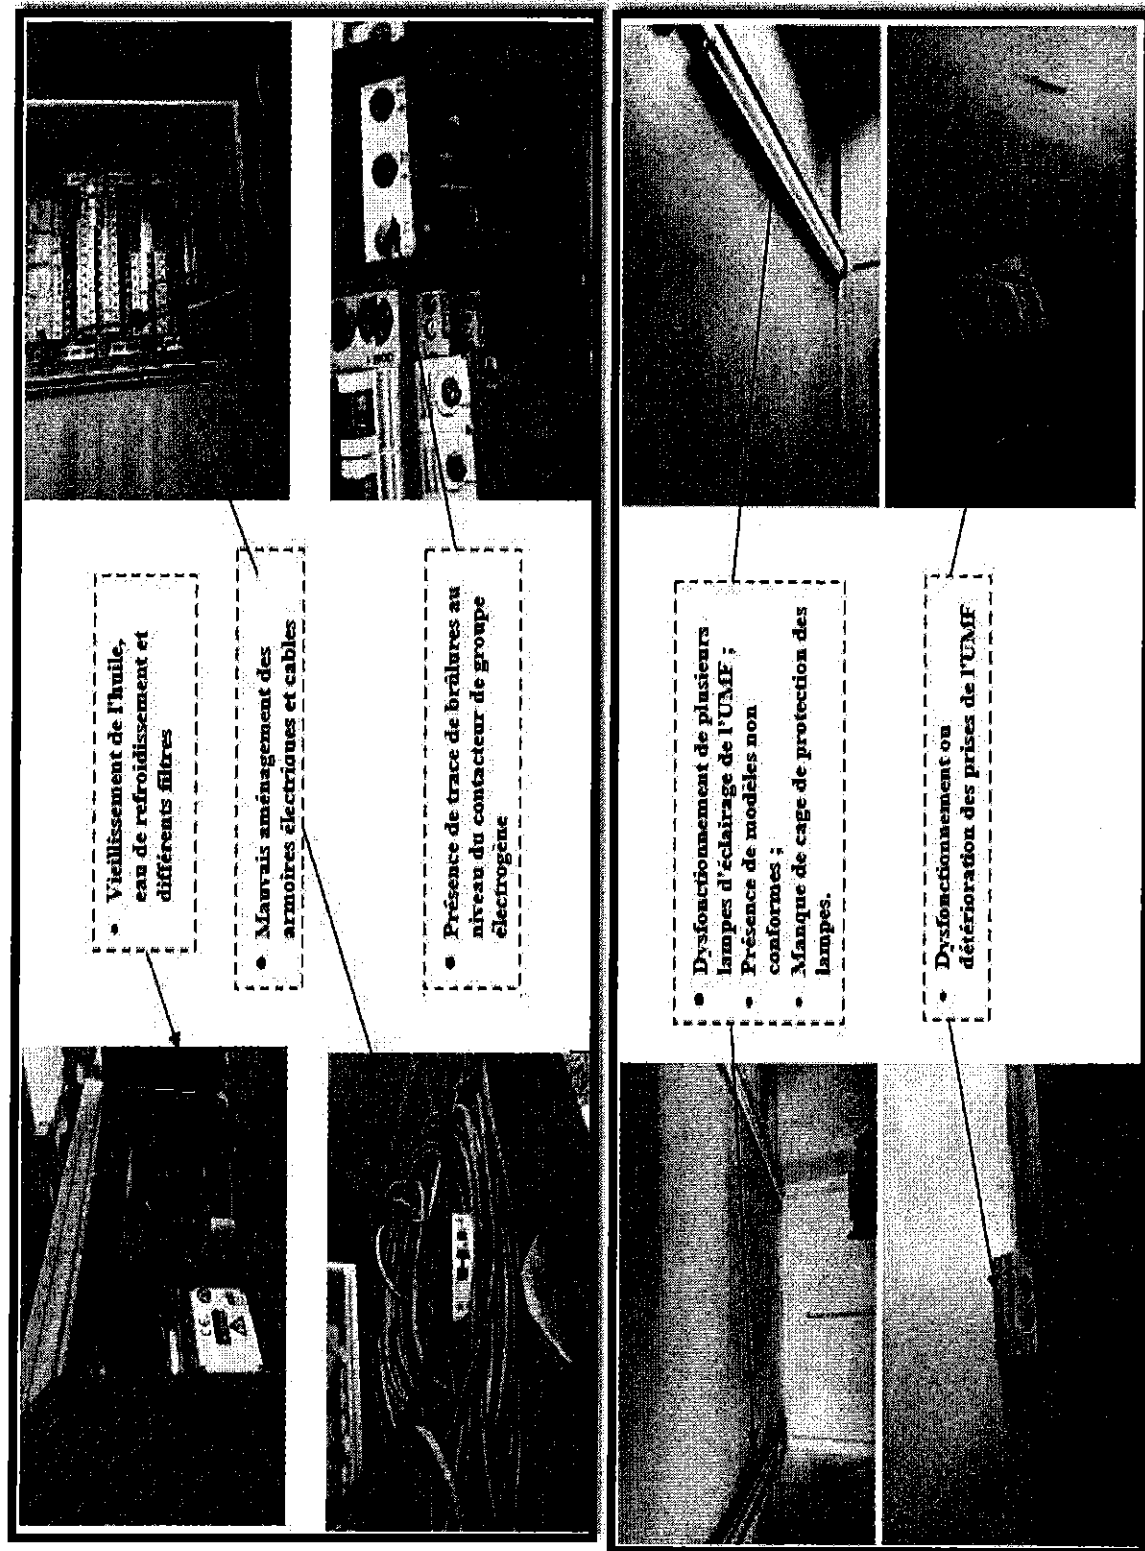 • Vieillissement de l'huile,
eau de refroidissement et
différents filtres
• Mauvais aménagement des
armoires électriques et cables
• Présence de trace de brûlures au
niveau du contacteur de groupe
électrogène
• Dysfonctionnement de plusieurs
lampes d'éclairage de l'UMF ;
• Présence de modèles non
conformes ;
• Manque de cage de protection des
lampes.
• Dysfonctionnement ou
détérioration des prises de l'UMF
CE